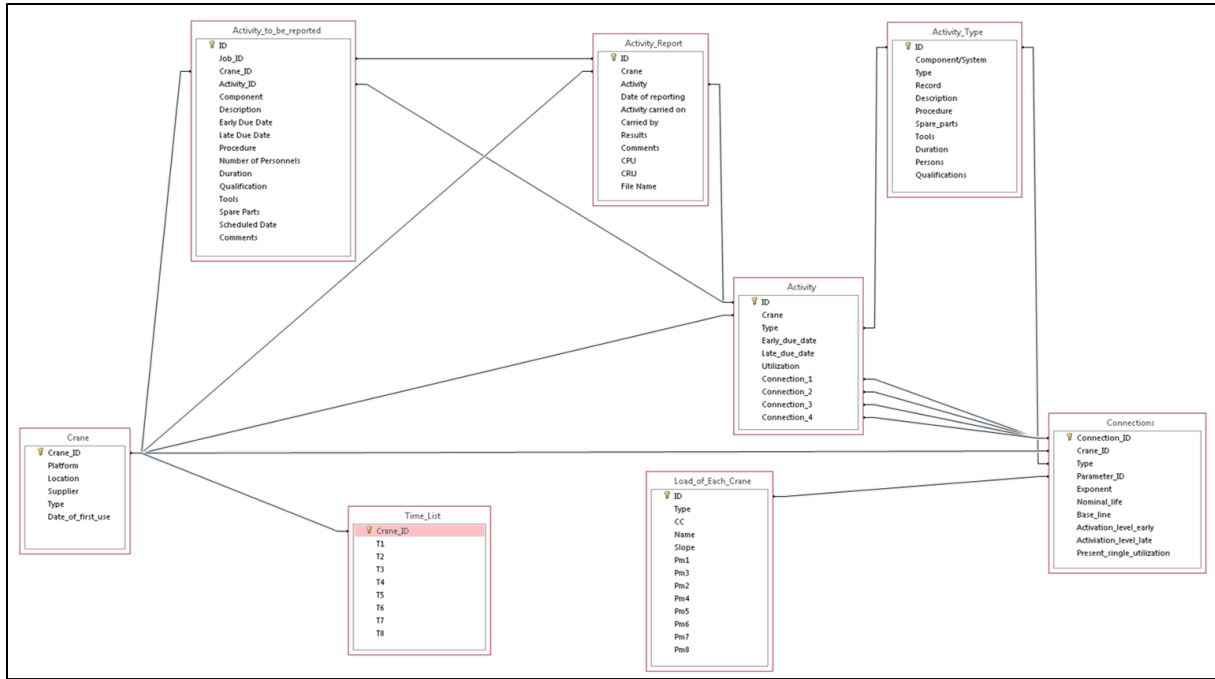 Activity_to_be_reported
ID
Job_ID
Crane_ID
Activity_ID
Component
Description
Early Due Date
Late Due Date
Procedure
Number of Personnels
Duration
Qualification
Tools
Spare Parts
Scheduled Date
Comments
Activity_Report
ID
Crane
Activity
Date of reporting
Activity carried on
Carried by
Results
Comments
CPU
CRU
File Name
Activity_Type
ID
Component/System
Type
Record
Description
Procedure
Spare_parts
Tools
Duration
Persons
Qualifications
Activity
ID
Crane
Type
Early_due_date
Late_due_date
Utilization
Connection_1
Connection_2
Connection_3
Connection_4
Crane
Crane_ID
Platform
Location
Supplier
Type
Date_of_first_use
Time_List
Crane_ID
T1
T2
T3
T4
T5
T6
T7
T8
Load_of_Each_Crane
ID
Type
CC
Name
Slope
Pm1
Pm3
Pm2
Pm4
Pm5
Pm6
Pm7
Pm8
Connections
Connection_ID
Crane_ID
Type
Parameter_ID
Exponent
Nominal_life
Base_line
Activation_level_early
Activiation_level_late
Present_single_utilization